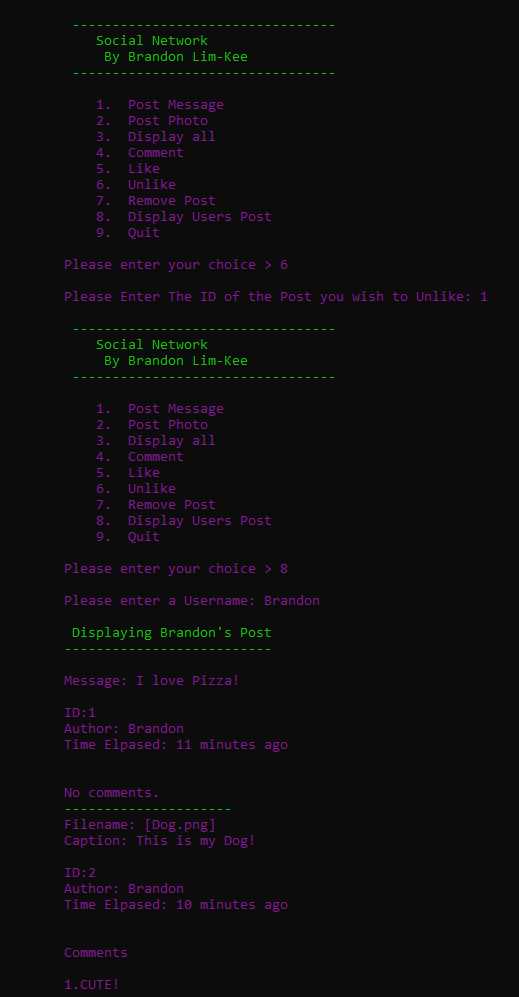 ---------------------------------
Social Network
By Brandon Lim-Kee
---------------------------------
1. Post Message
2. Post Photo
3. Display all
4. Comment
5. Like
6. Unlike
7. Remove Post
8. Display Users Post
9. Quit
Please enter your choice > 6
Please Enter The ID of the Post you wish to Unlike: 1
---------------------------------
Social Network
By Brandon Lim-Kee
---------------------------------
1. Post Message
2. Post Photo
3. Display all
4. Comment
5. Like
6. Unlike
7. Remove Post
8. Display Users Post
9. Quit
Please enter your choice > 8
Please enter a Username: Brandon
Displaying Brandon's Post
--------------------------
Message: I love Pizza!
ID:1
Author: Brandon
Time Elpased: 11 minutes ago
No comments.
---------------------
Filename: [Dog.png]
Caption: This is my Dog!
ID:2
Author: Brandon
Time Elpased: 10 minutes ago
Comments
1.CUTE!